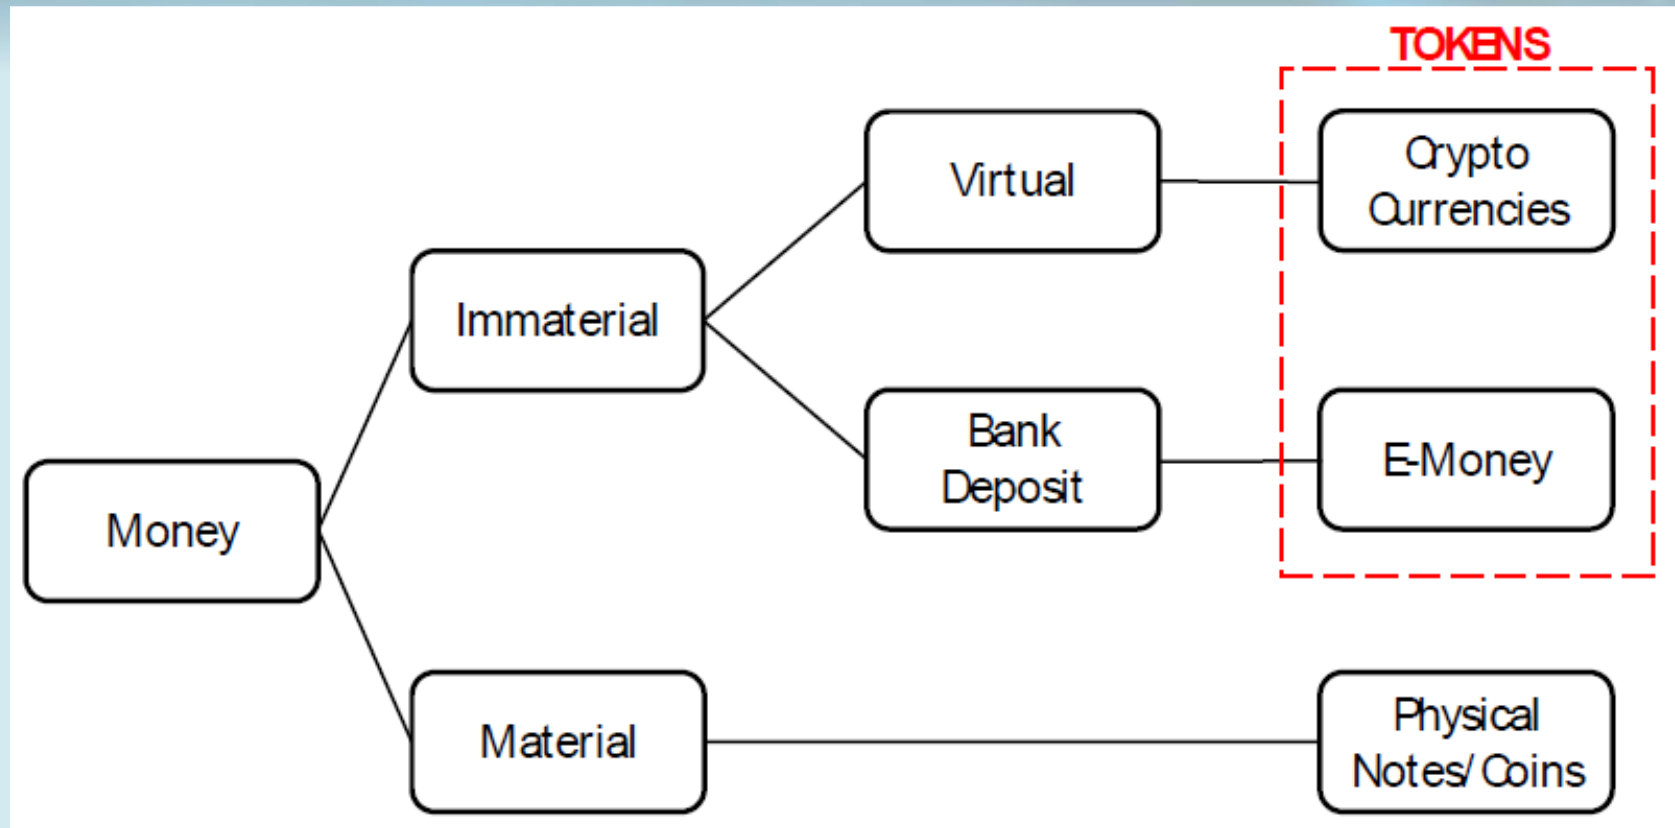 TOKENS
Crypto
Currencies
Virtual
Immaterial
Bank
Deposit
E-Money
Money
Material
Physical
Notes/ Coins